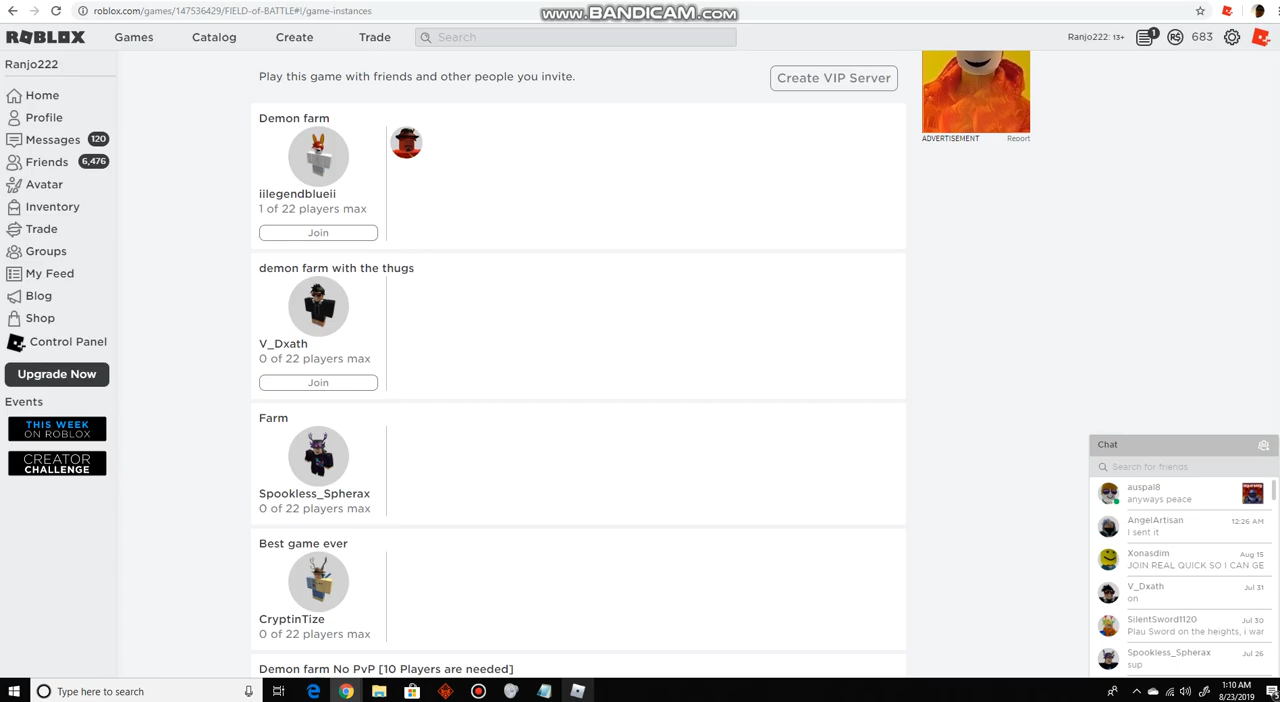 roblox.com/games/147536429/FIELD-of-BATTLE#!/game-instances
www.BANDICAM.com
ROBLOX
Games
Catalog
Create
Trade
Search
Ranjo222: 13+
1
683
Ranjo222
Home
Profile
Messages 120
Friends 6,476
Avatar
Inventory
Trade
Groups
My Feed
Blog
Shop
Control Panel
Upgrade Now
Events
THIS WEEK
ON ROBLOX
CREATOR
CHALLENGE
Play this game with friends and other people you invite.
Create VIP Server
Demon farm
iilegendblueii
1 of 22 players max
Join
demon farm with the thugs
V_Dxath
0 of 22 players max
Join
Farm
Spookless_Spherax
0 of 22 players max
Best game ever
CryptinTize
0 of 22 players max
Demon farm No PvP [10 Players are needed]
ADVERTISEMENT
Report
Chat
Search for friends
auspal8
anyways peace
AngelArtisan 12:26 AM
I sent it
Xonasdim Aug 15
JOIN REAL QUICK SO I CAN GE
V_Dxath Jul 31
on
SilentSword1120 Jul 30
Plau Sword on the heights, i war
Spookless_Spherax Jul 26
sup
Type here to search
1:10 AM
8/23/2019